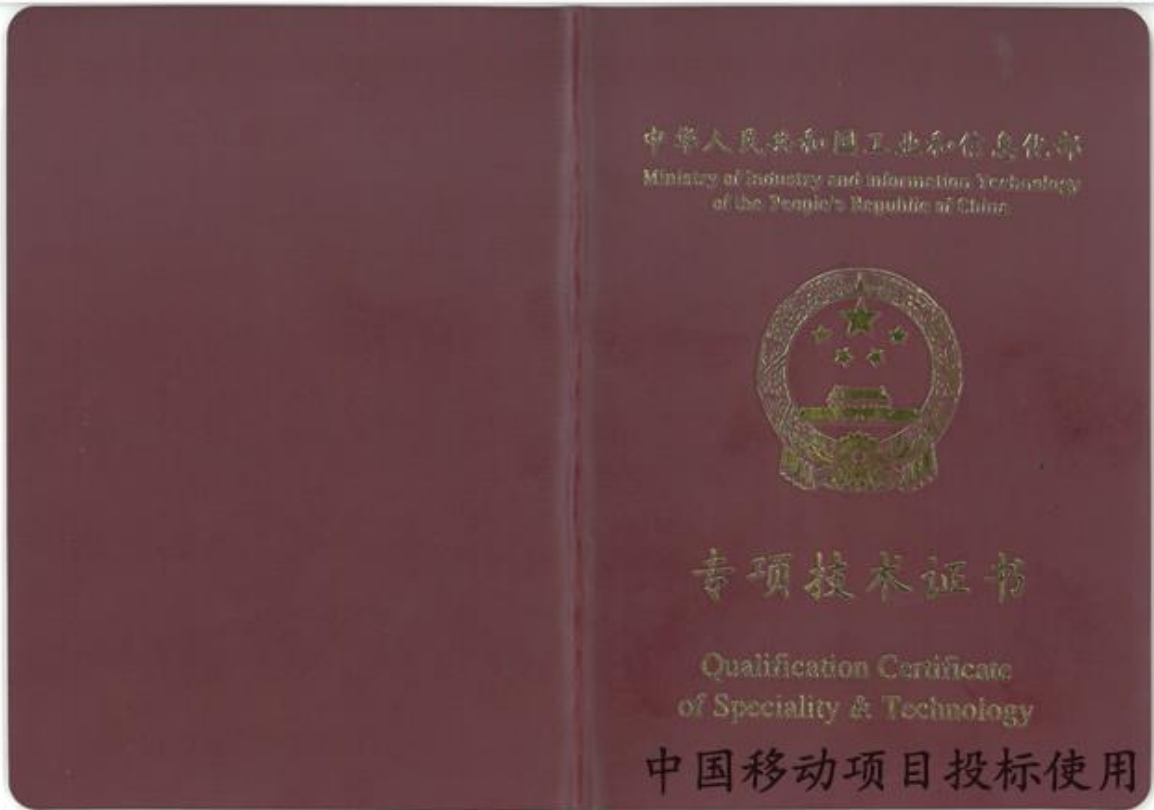 中华人民共和国工业和信息化部
Ministry of Industry and Information Technology
of the People's Republic of China
专项技术证书
Qualification Certificate
of Speciality & Technology
中国移动项目投标使用